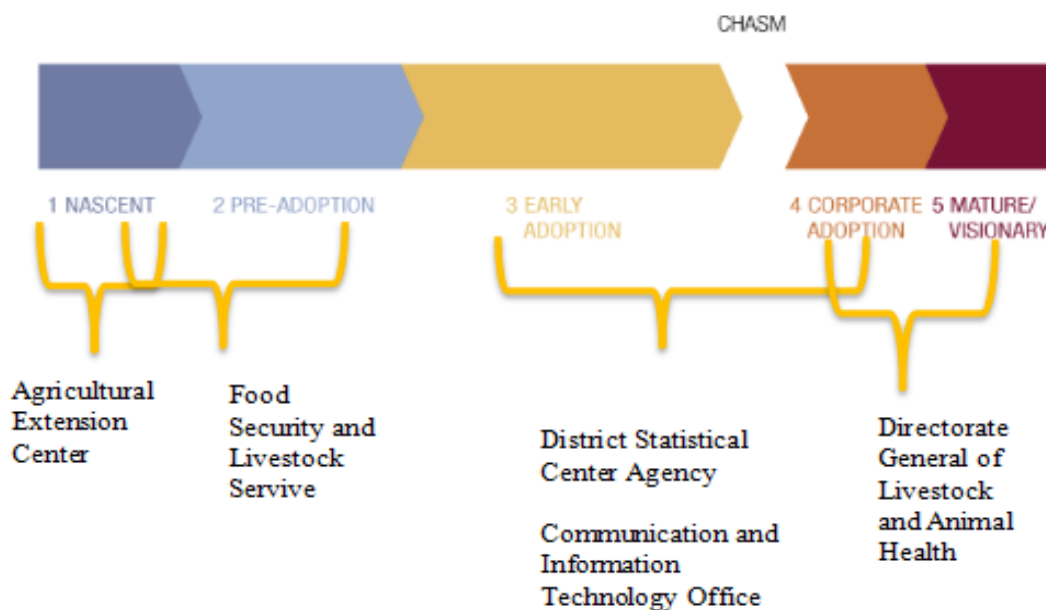 CHASM
1 NASCENT
2 PRE-ADOPTION
3 EARLY
ADOPTION
4 CORPORATE
ADOPTION
5 MATURE/
VISIONARY
Agricultural
Extension
Center
Food
Security and
Livestock
Servive
District Statistical
Center Agency
Communication and
Information
Technology Office
Directorate
General of
Livestock
and Animal
Health